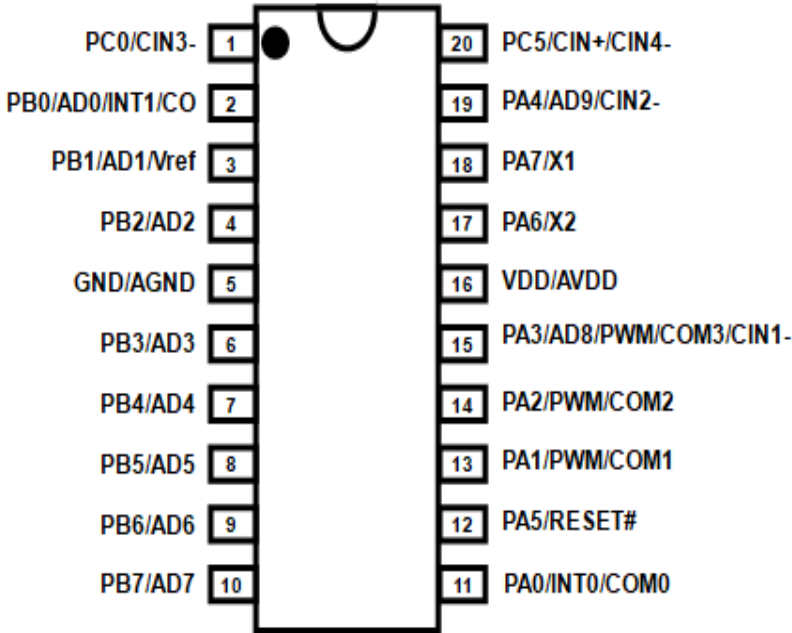 PC0/CIN3- 1 20 PC5/CIN+/CIN4-
PB0/AD0/INT1/CO 2 19 PA4/AD9/CIN2-
PB1/AD1/Vref 3 18 PA7/X1
PB2/AD2 4 17 PA6/X2
GND/AGND 5 16 VDD/AVDD
PB3/AD3 6 15 PA3/AD8/PWM/COM3/CIN1-
PB4/AD4 7 14 PA2/PWM/COM2
PB5/AD5 8 13 PA1/PWM/COM1
PB6/AD6 9 12 PA5/RESET#
PB7/AD7 10 11 PA0/INT0/COM0